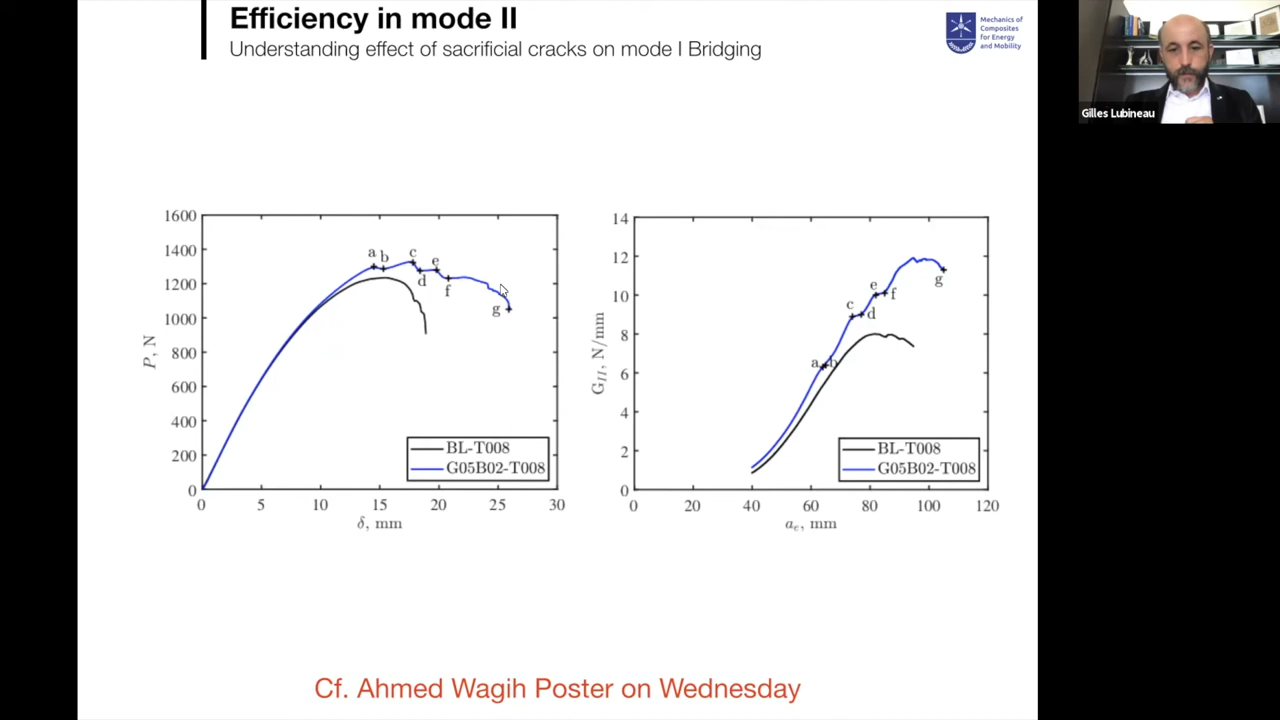 Efficiency in mode II
Understanding effect of sacrificial cracks on mode I Bridging
Mechanics of
Composites
for Energy
and Mobility
Gilles Lubineau
1600
1400
1200
1000
800
600
400
200
0
P, N
a b c d e f g
BL-T008
G05B02-T008
0 5 10 15 20 25 30
δ, mm
14
12
10
8
6
4
2
0
G_II, N/mm
a b c d e f g
BL-T008
G05B02-T008
0 20 40 60 80 100 120
a_e, mm
Cf. Ahmed Wagih Poster on Wednesday